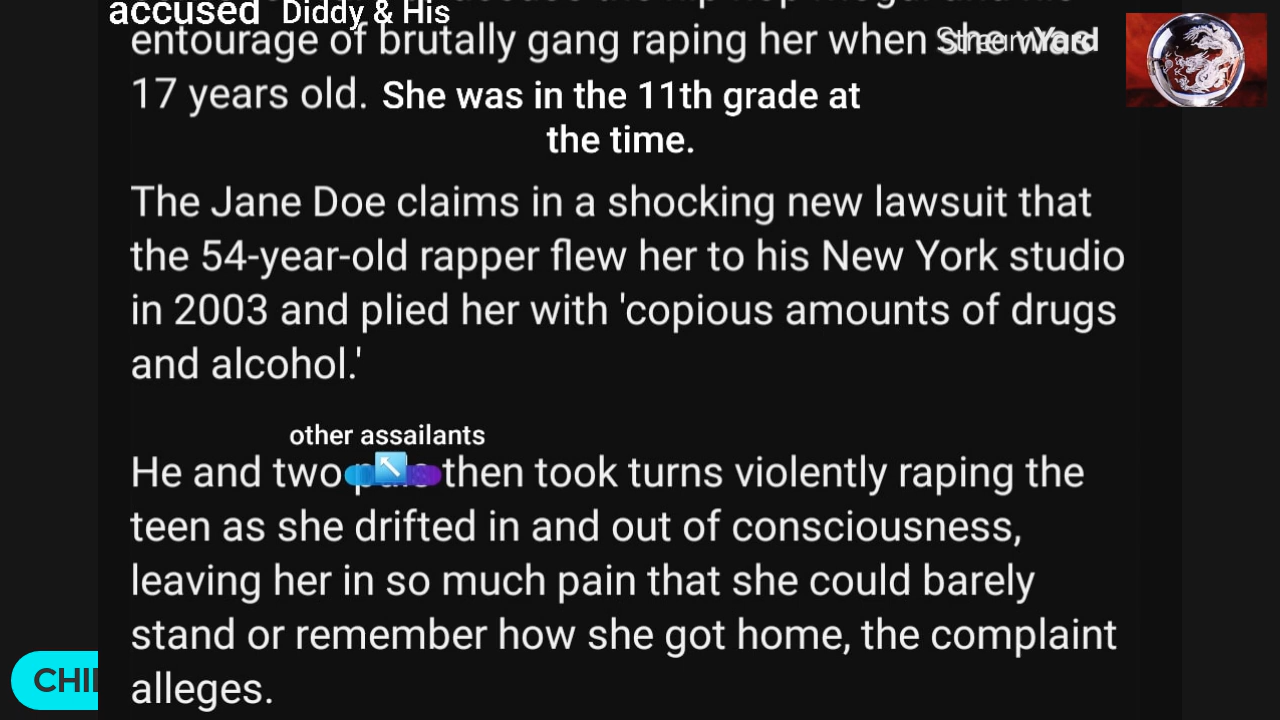 accused Diddy & His
entourage of brutally gang raping her when She was
StreamYard
17 years old. She was in the 11th grade at
the time.
The Jane Doe claims in a shocking new lawsuit that
the 54-year-old rapper flew her to his New York studio
in 2003 and plied her with 'copious amounts of drugs
and alcohol.'
other assailants
He and two then took turns violently raping the
teen as she drifted in and out of consciousness,
leaving her in so much pain that she could barely
stand or remember how she got home, the complaint
alleges.